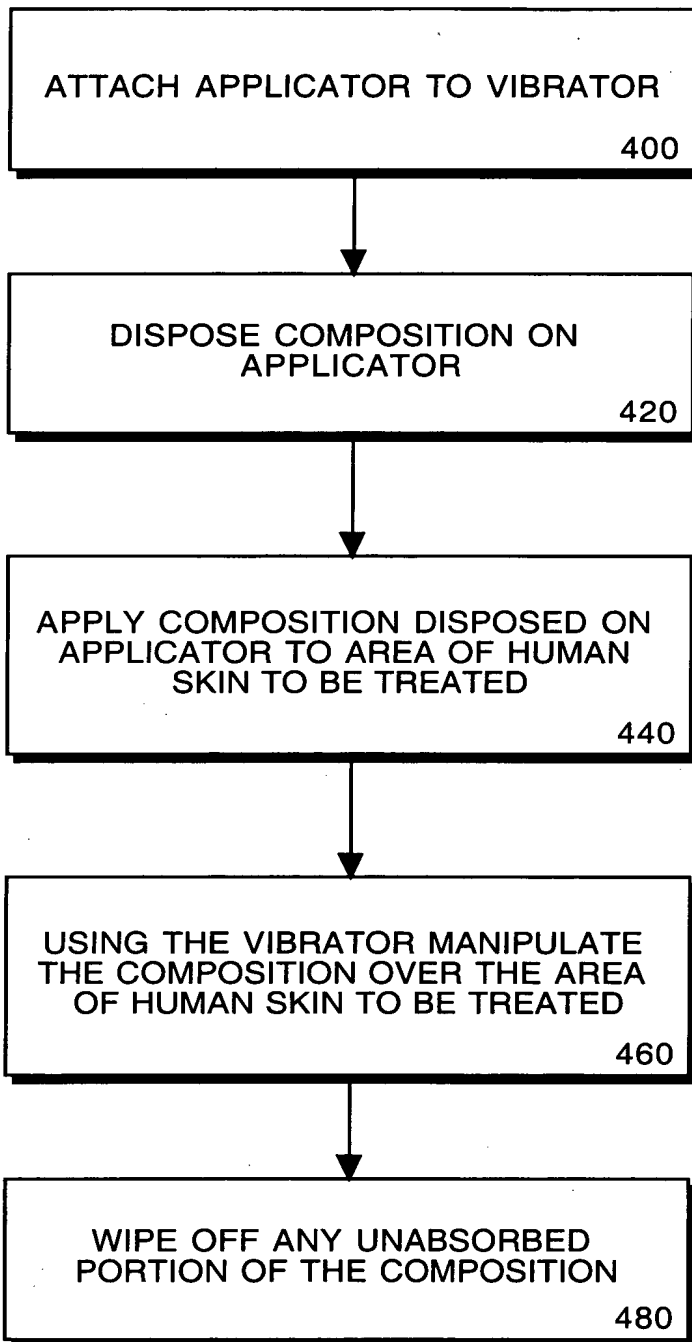 ATTACH APPLICATOR TO VIBRATOR
400
DISPOSE COMPOSITION ON
APPLICATOR
420
APPLY COMPOSITION DISPOSED ON
APPLICATOR TO AREA OF HUMAN
SKIN TO BE TREATED
440
USING THE VIBRATOR MANIPULATE
THE COMPOSITION OVER THE AREA
OF HUMAN SKIN TO BE TREATED
460
WIPE OFF ANY UNABSORBED
PORTION OF THE COMPOSITION
480